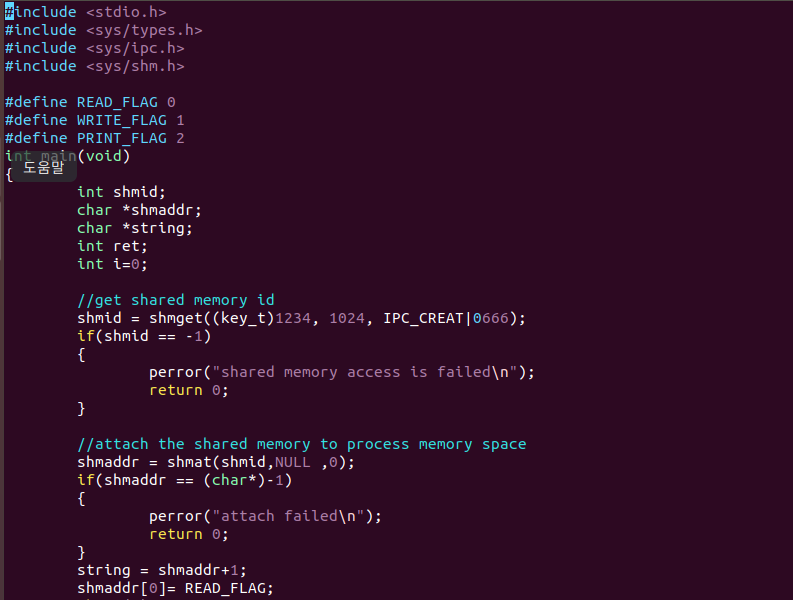 #include <stdio.h>
#include <sys/types.h>
#include <sys/ipc.h>
#include <sys/shm.h>
#define READ_FLAG 0
#define WRITE_FLAG 1
#define PRINT_FLAG 2
int main(void)
{
도움말
int shmid;
char *shmaddr;
char *string;
int ret;
int i=0;
//get shared memory id
shmid = shmget((key_t)1234, 1024, IPC_CREAT|0666);
if(shmid == -1)
{
perror("shared memory access is failed\n");
return 0;
}
//attach the shared memory to process memory space
shmaddr = shmat(shmid,NULL ,0);
if(shmaddr == (char*)-1)
{
perror("attach failed\n");
return 0;
}
string = shmaddr+1;
shmaddr[0]= READ_FLAG;